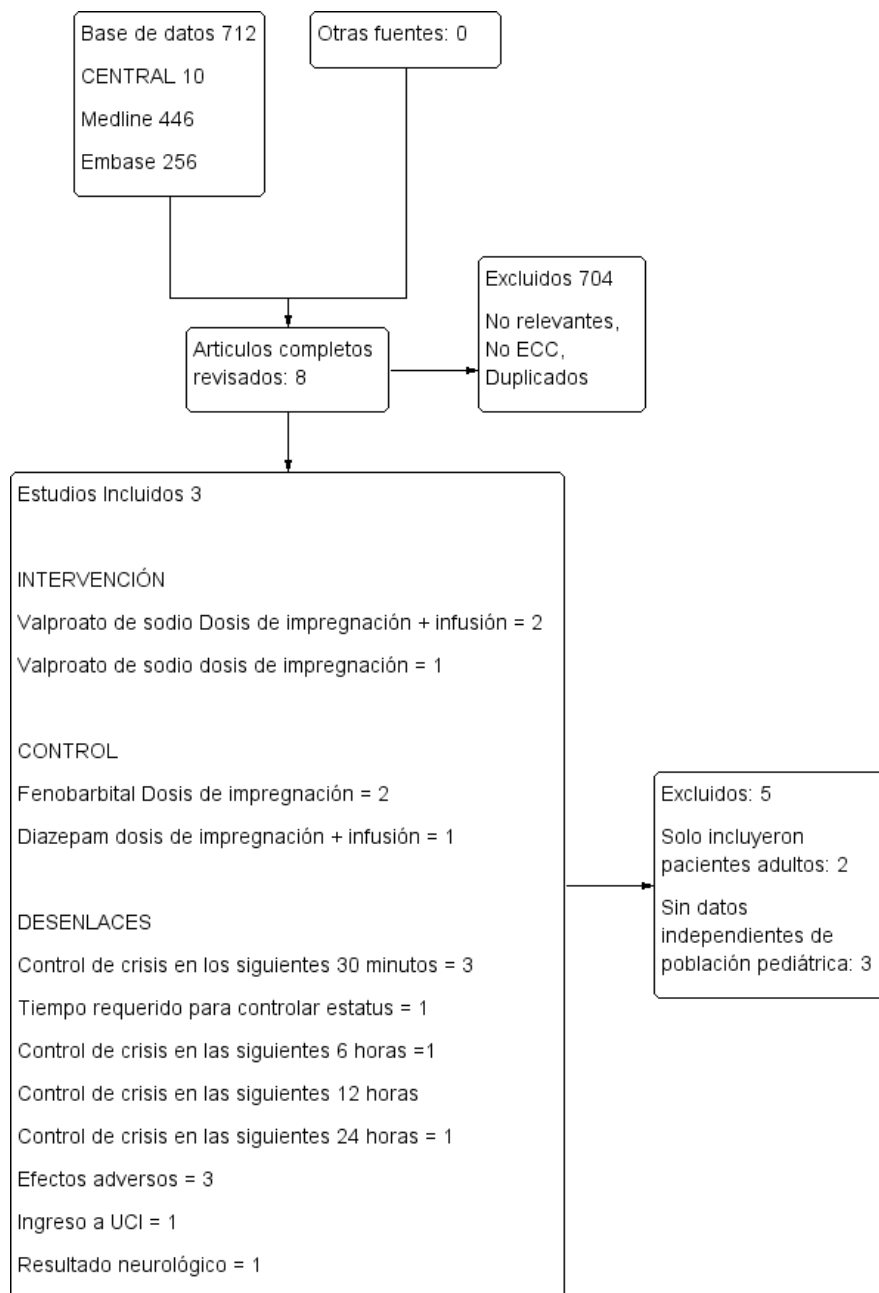 Base de datos 712
CENTRAL 10
Medline 446
Embase 256
Otras fuentes: 0
Excluidos 704
No relevantes,
No ECC,
Duplicados
Articulos completos
revisados: 8
Estudios Incluidos 3
INTERVENCIÓN
Valproato de sodio Dosis de impregnación + infusión = 2
Valproato de sodio dosis de impregnación = 1
CONTROL
Fenobarbital Dosis de impregnación = 2
Diazepam dosis de impregnación + infusión = 1
DESENLACES
Control de crisis en los siguientes 30 minutos = 3
Tiempo requerido para controlar estatus = 1
Control de crisis en las siguientes 6 horas =1
Control de crisis en las siguientes 12 horas
Control de crisis en las siguientes 24 horas = 1
Efectos adversos = 3
Ingreso a UCI = 1
Resultado neurológico = 1
Excluidos: 5
Solo incluyeron
pacientes adultos: 2
Sin datos
independientes de
población pediátrica: 3